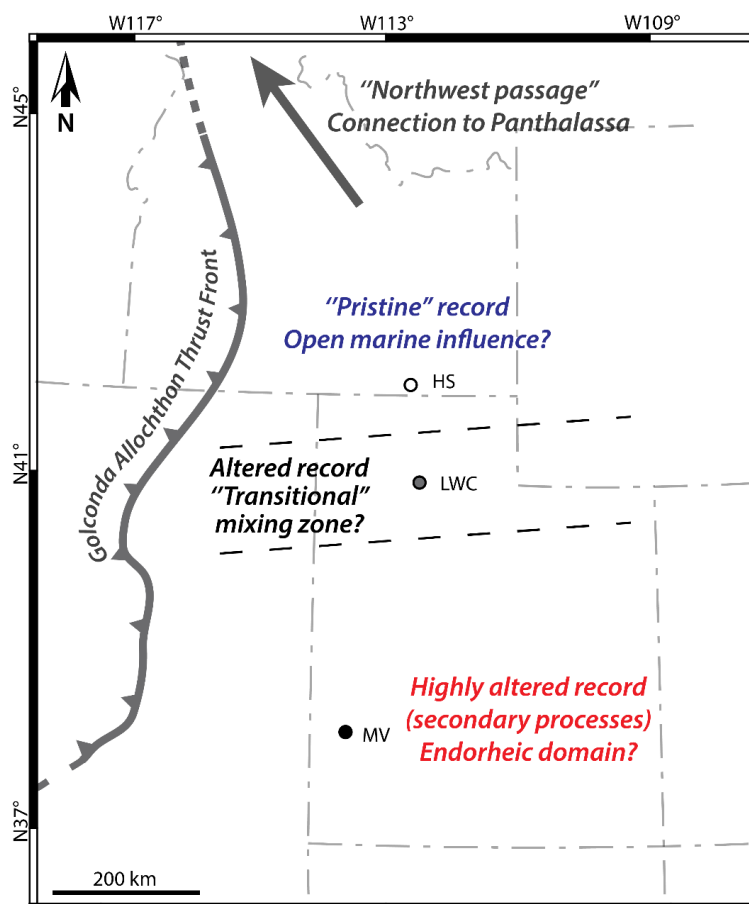 W117°
W113°
W109°
N45°
N
"Northwest passage"
Connection to Panthalassa
Golconda Allochthon Thrust Front
"Pristine" record
Open marine influence?
HS
N41°
Altered record
"Transitional"
mixing zone?
LWC
Highly altered record
(secondary processes)
Endorheic domain?
MV
N37°
200 km